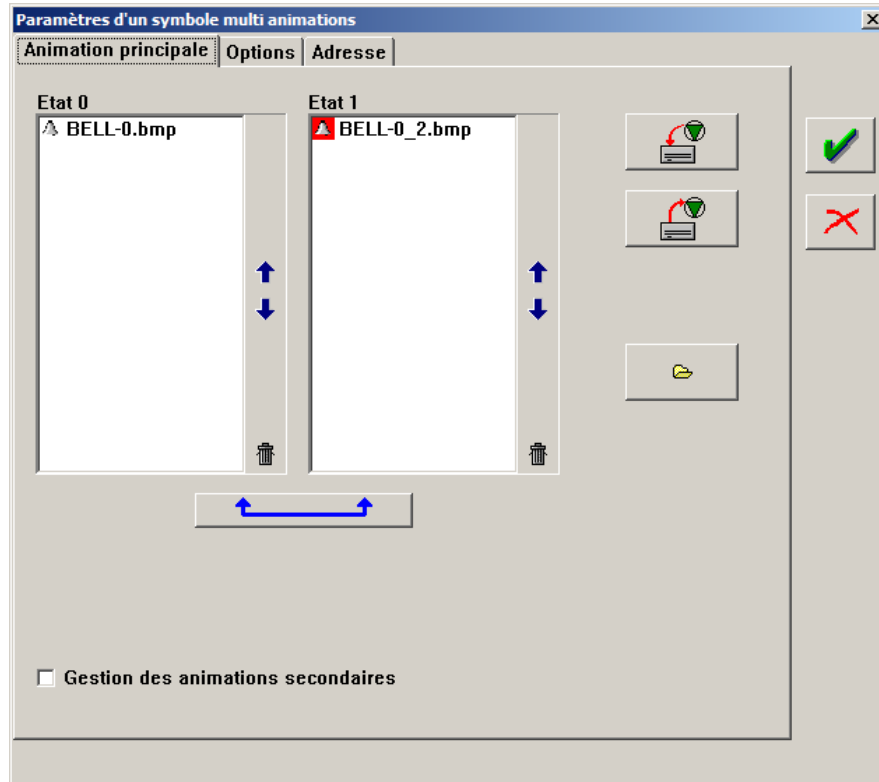 Paramètres d'un symbole multi animations
Animation principale Options Adresse
Etat 0 Etat 1
BELL-0.bmp BELL-0_2.bmp
Gestion des animations secondaires